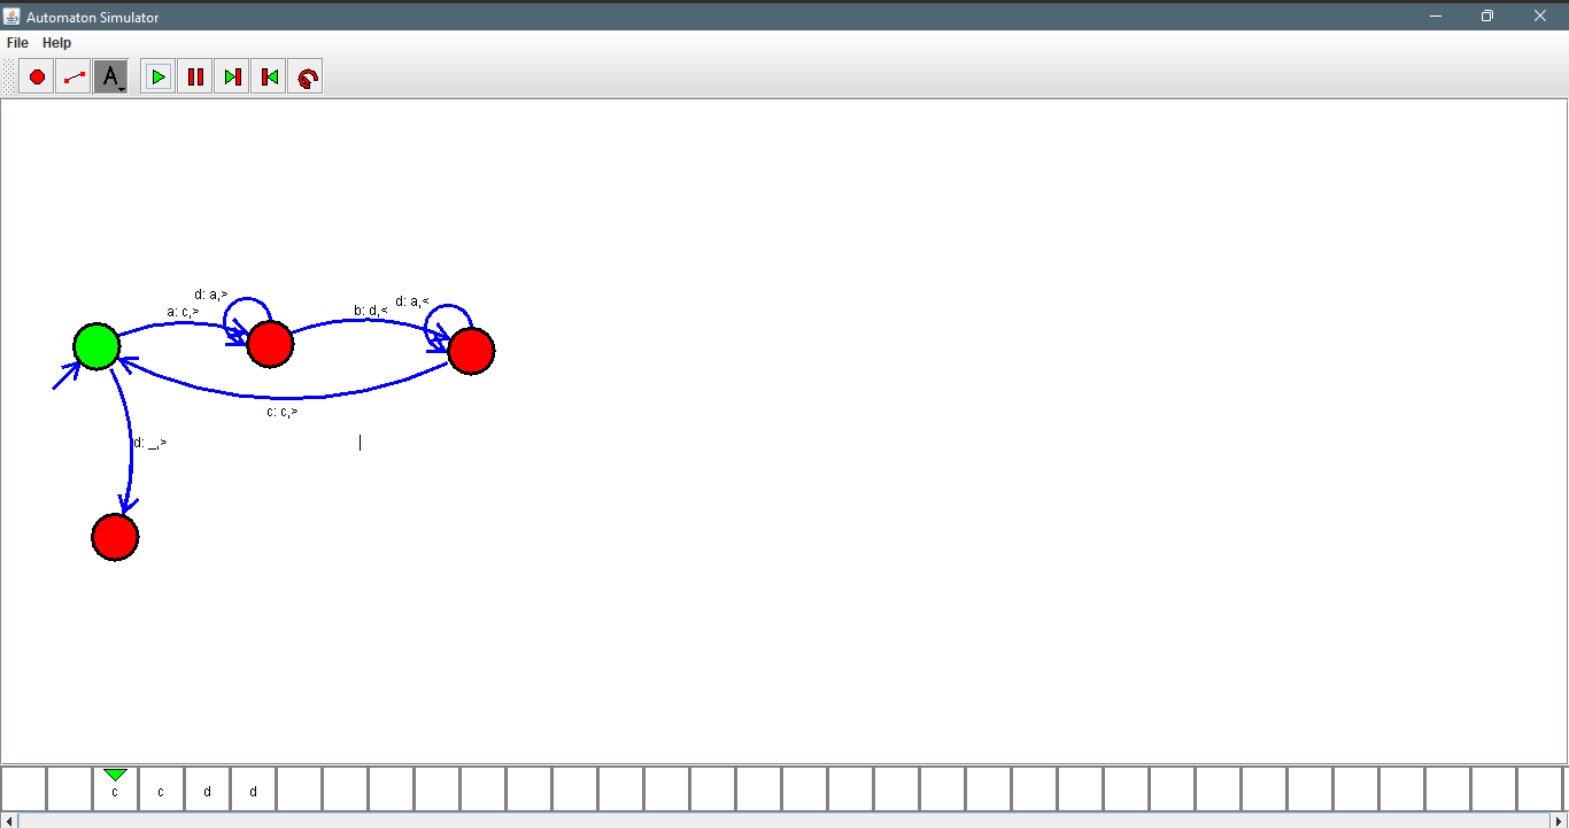 Automaton Simulator
File Help
A
d: a,>
a: c,>
b: d,<
d: a,<
c: c,>
d: _,>
c c d d